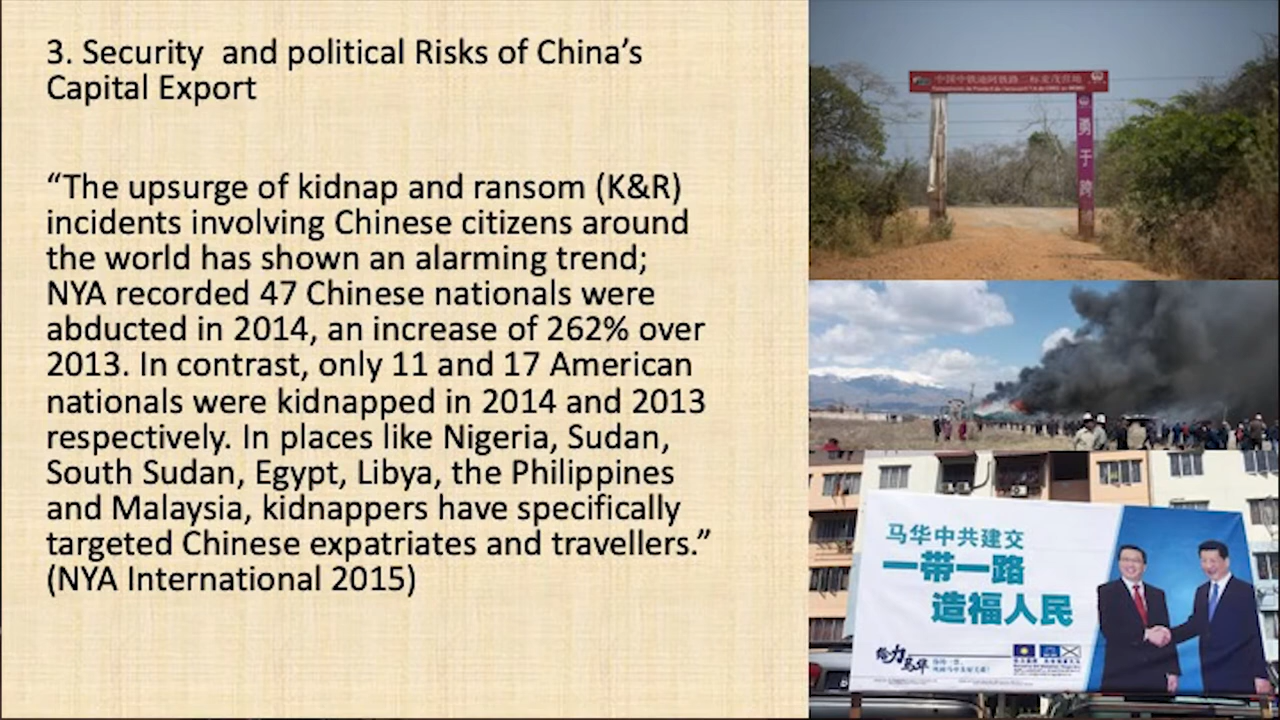 3. Security  and political Risks of China’s
Capital Export
“The upsurge of kidnap and ransom (K&R)
incidents involving Chinese citizens around
the world has shown an alarming trend;
NYA recorded 47 Chinese nationals were
abducted in 2014, an increase of 262% over
2013. In contrast, only 11 and 17 American
nationals were kidnapped in 2014 and 2013
respectively. In places like Nigeria, Sudan,
South Sudan, Egypt, Libya, the Philippines
and Malaysia, kidnappers have specifically
targeted Chinese expatriates and travellers.”
(NYA International 2015)
勇于跨
马华中共建交
一带一路
造福人民
给力马华